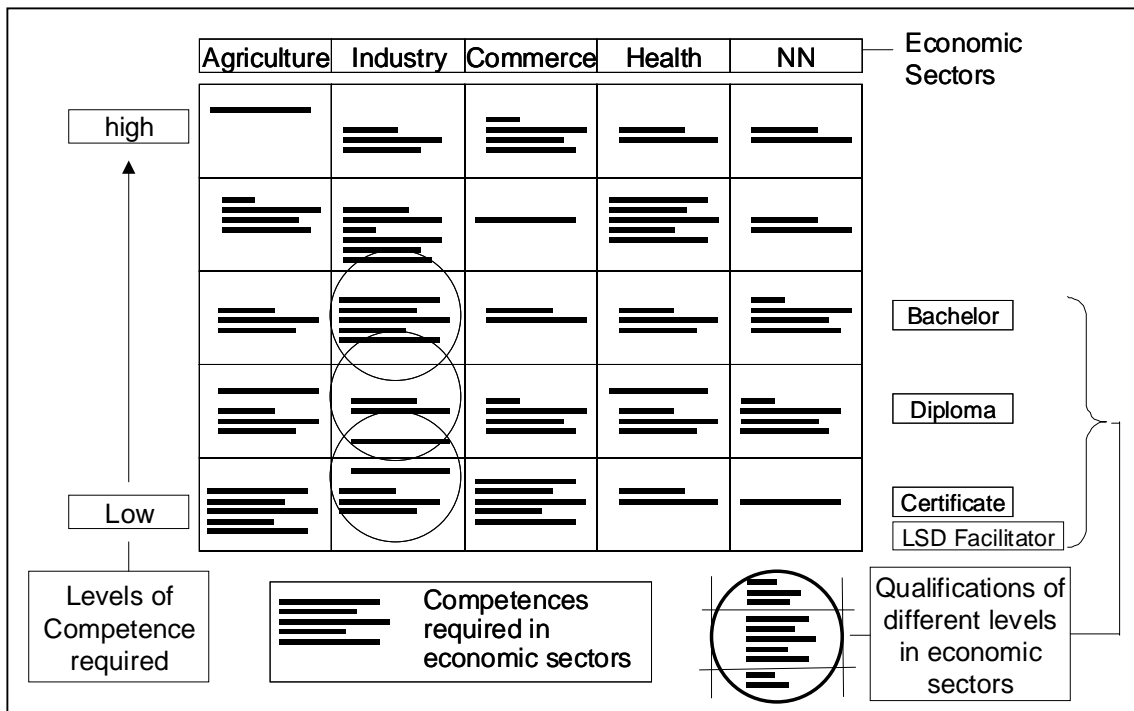 Agriculture Industry Commerce Health NN
Economic
Sectors
high
Bachelor
Diploma
Low
Certificate
LSD Facilitator
Levels of
Competence
required
Competences
required in
economic sectors
Qualifications of
different levels
in economic
sectors